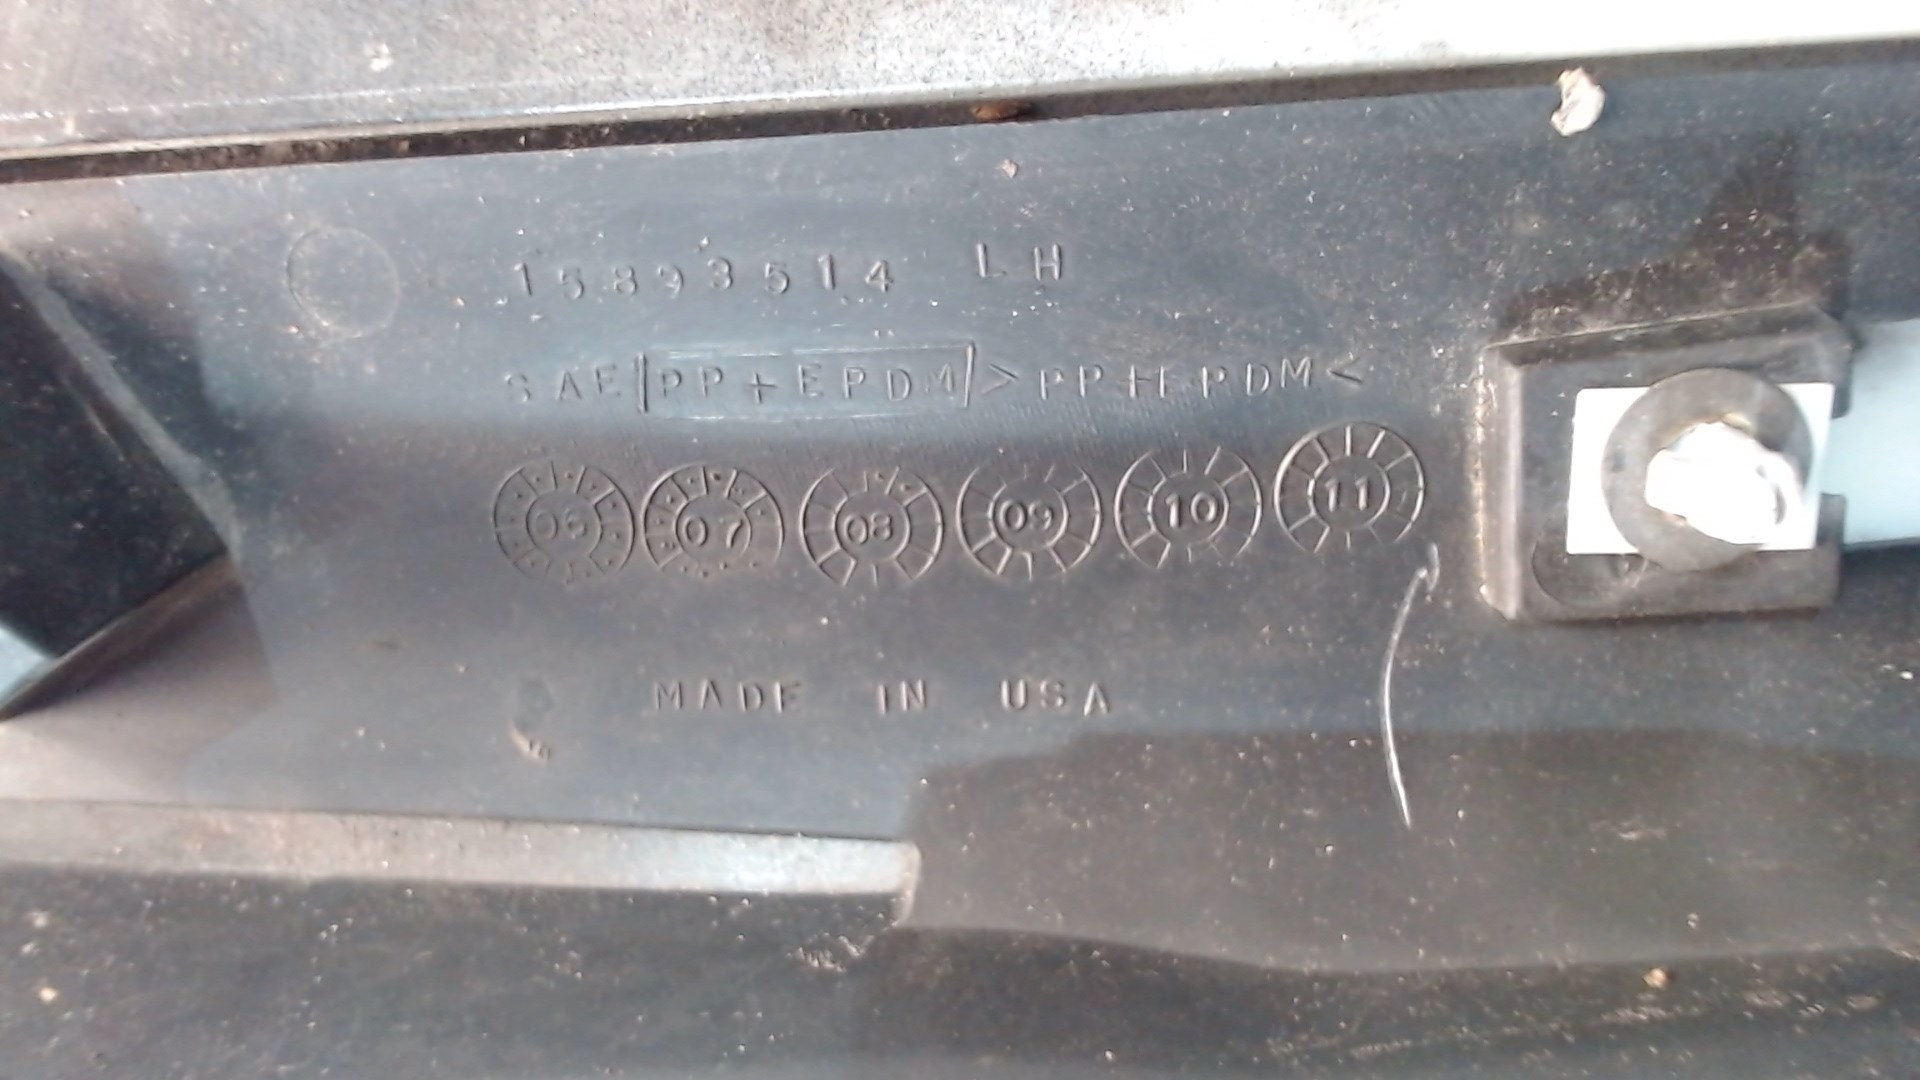 15893514 LH
SAE|PP+EPDM|>PP+EPDM<
06 07 08 09 10 11
MADE IN USA